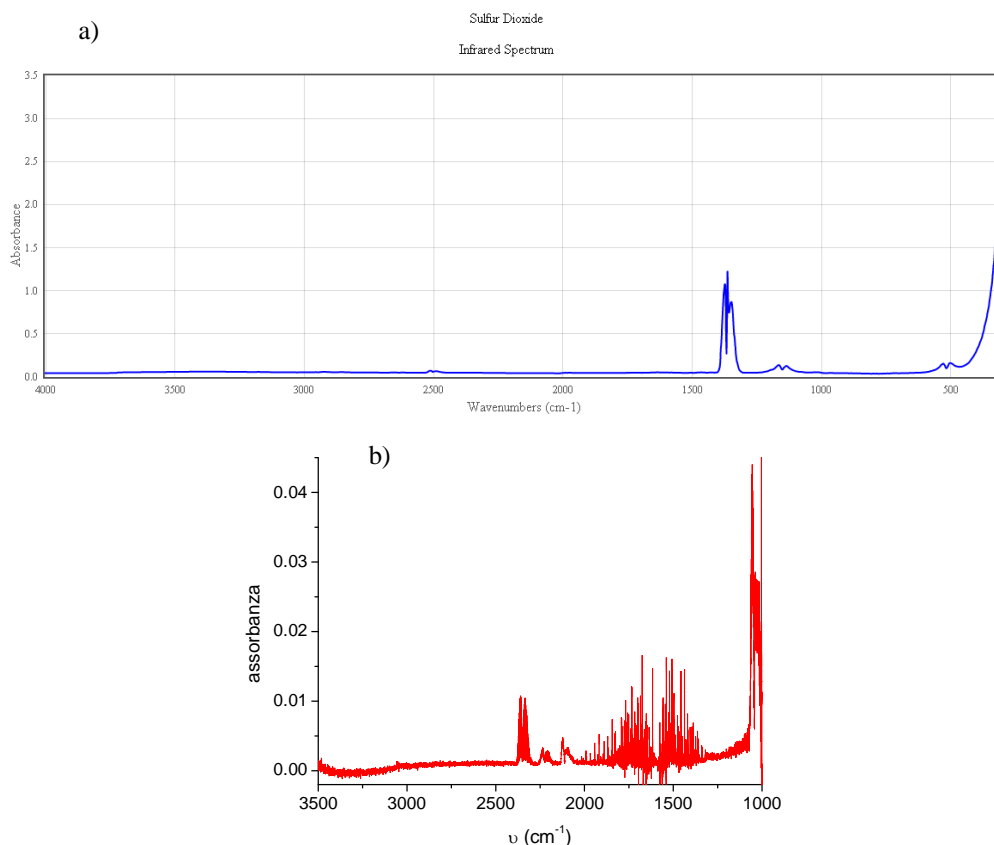 a)
Sulfur Dioxide
Infrared Spectrum
3.5
3.0
2.5
2.0
1.5
1.0
0.5
0.0
Absorbance
4000 3500 3000 2500 2000 1500 1000 500
Wavenumbers (cm-1)
b)
0.04
0.03
0.02
0.01
0.00
assorbanza
3500 3000 2500 2000 1500 1000
υ (cm⁻¹)